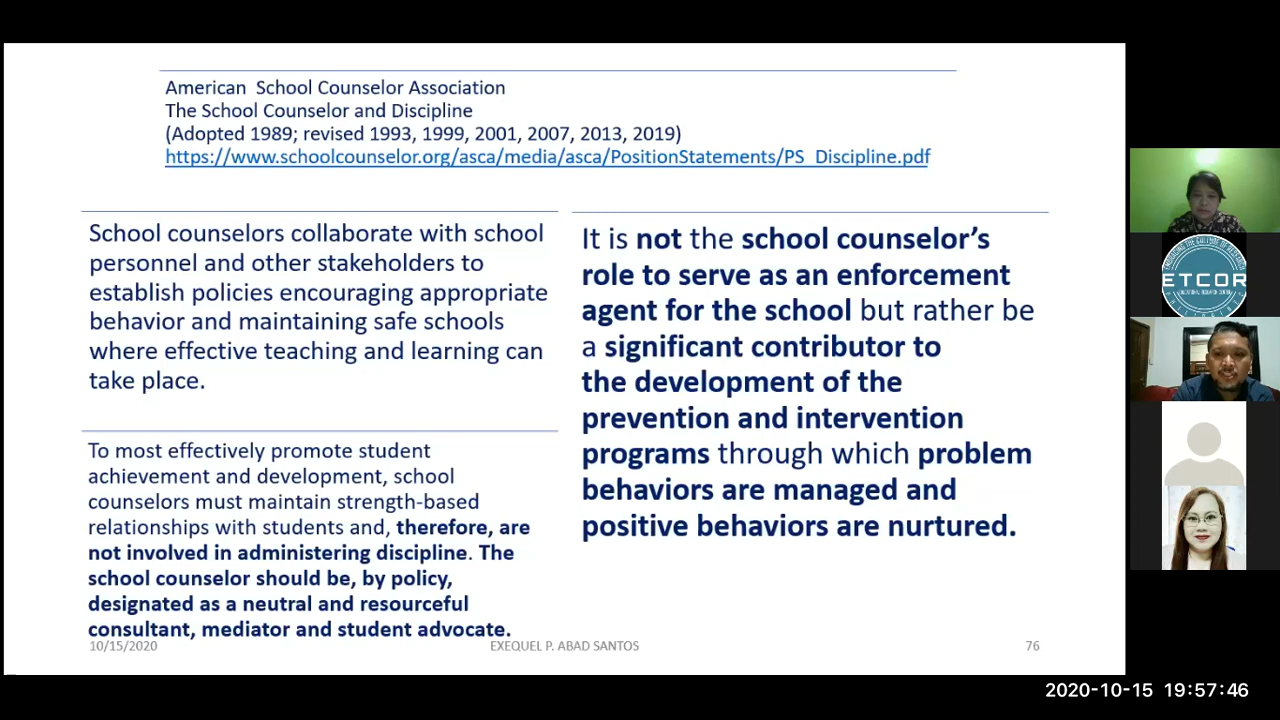 American School Counselor Association
The School Counselor and Discipline
(Adopted 1989; revised 1993, 1999, 2001, 2007, 2013, 2019)
https://www.schoolcounselor.org/asca/media/asca/PositionStatements/PS_Discipline.pdf
School counselors collaborate with school
personnel and other stakeholders to
establish policies encouraging appropriate
behavior and maintaining safe schools
where effective teaching and learning can
take place.
To most effectively promote student
achievement and development, school
counselors must maintain strength-based
relationships with students and, therefore, are
not involved in administering discipline. The
school counselor should be, by policy,
designated as a neutral and resourceful
consultant, mediator and student advocate.
It is not the school counselor's
role to serve as an enforcement
agent for the school but rather be
a significant contributor to
the development of the
prevention and intervention
programs through which problem
behaviors are managed and
positive behaviors are nurtured.
10/15/2020
EXEQUEL P. ABAD SANTOS
76
ETCOR
2020-10-15 19:57:46